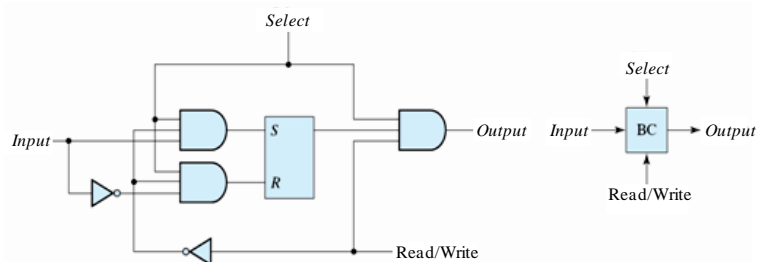 Select
Input
S
R
Output
Read/Write
Select
Input
BC
Output
Read/Write